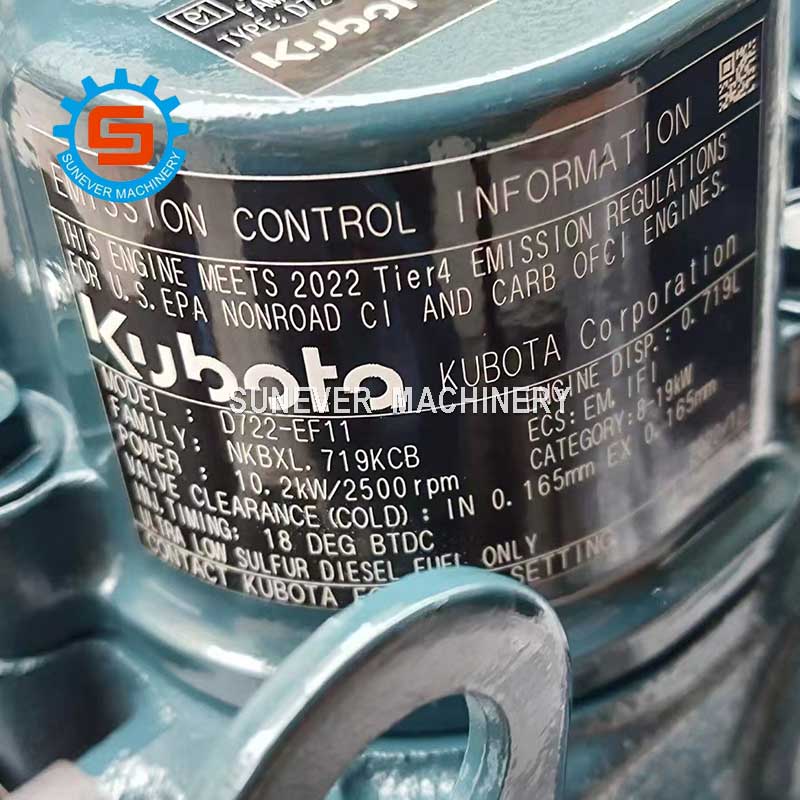 TYPE:
Kubota
S
SUNEVER MACHINERY
EMISSION CONTROL INFORMATION
THIS ENGINE MEETS 2022 Tier4 EMISSION REGULATIONS
FOR U.S.EPA NONROAD CI AND CARB OFCI ENGINES.
Kubota KUBOTA Corporation
SUNEVER MACHINERY
MODEL : D722-EF11 ENGINE DISP.: 0.719L
FAMILY: NKBXL.719KCB ECS:EM, IFI
POWER : 10.2kW/2500rpm CATEGORY:8-19kW
VALVE CLEARANCE(COLD): IN 0.165mm EX 0.165mm
TIMING: 18 DEG BTDC
ULTRA LOW SULFUR DIESEL FUEL ONLY
CONTACT KUBOTA SETTING